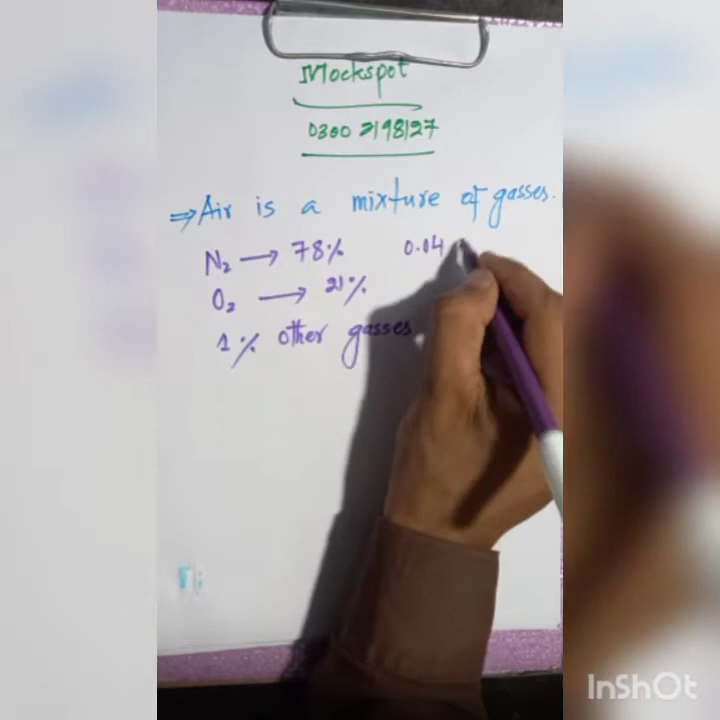 Mockspot
0300 2198127
⇒ Air is a mixture of gasses.
N₂ → 78% 0.04
O₂ → 21%
1% other gasses
InShOt